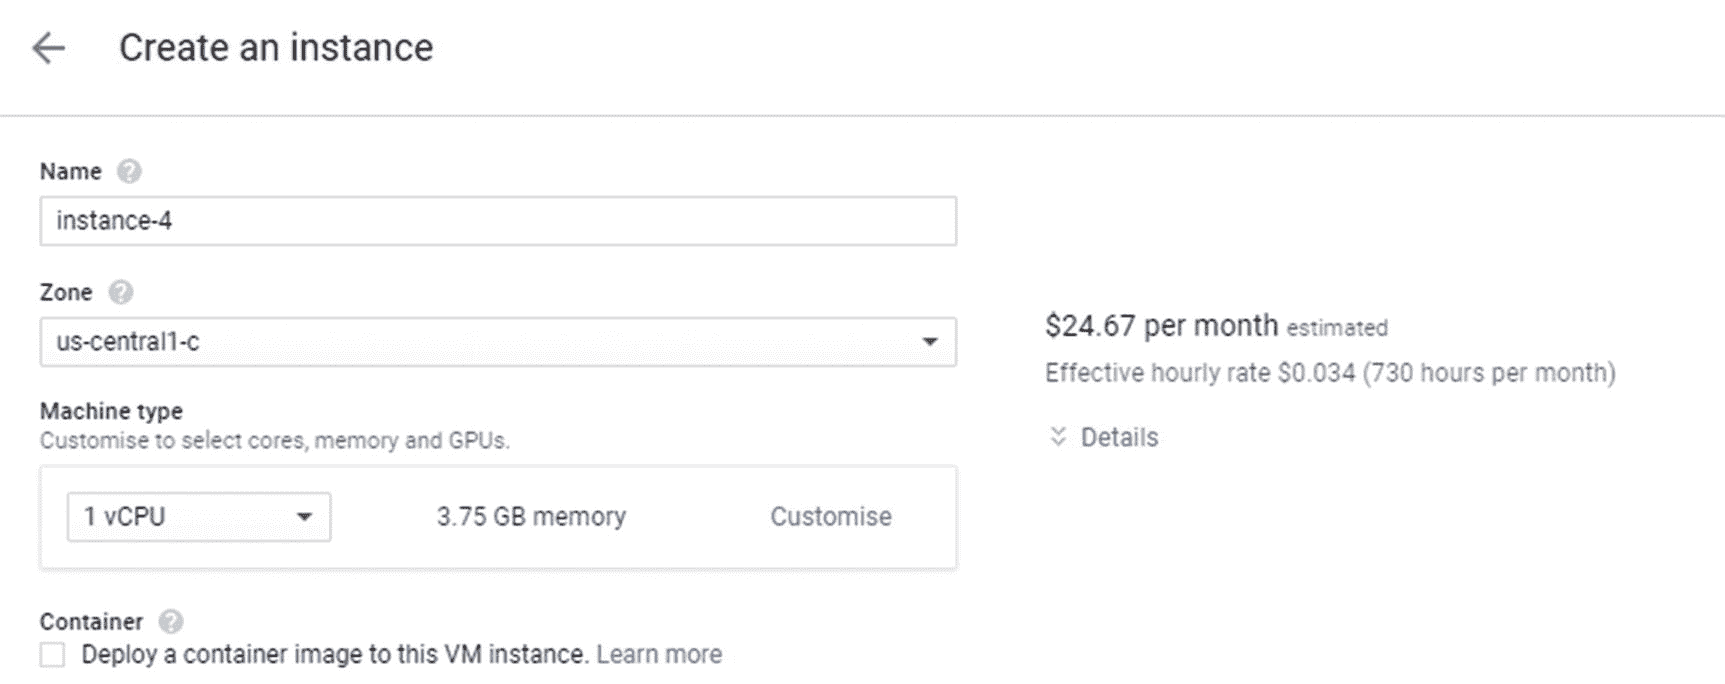 Create an instance
Name
instance-4
Zone
us-central1-c
$24.67 per month estimated
Effective hourly rate $0.034 (730 hours per month)
Details
Machine type
Customise to select cores, memory and GPUs.
1 vCPU 3.75 GB memory Customise
Container
Deploy a container image to this VM instance. Learn more